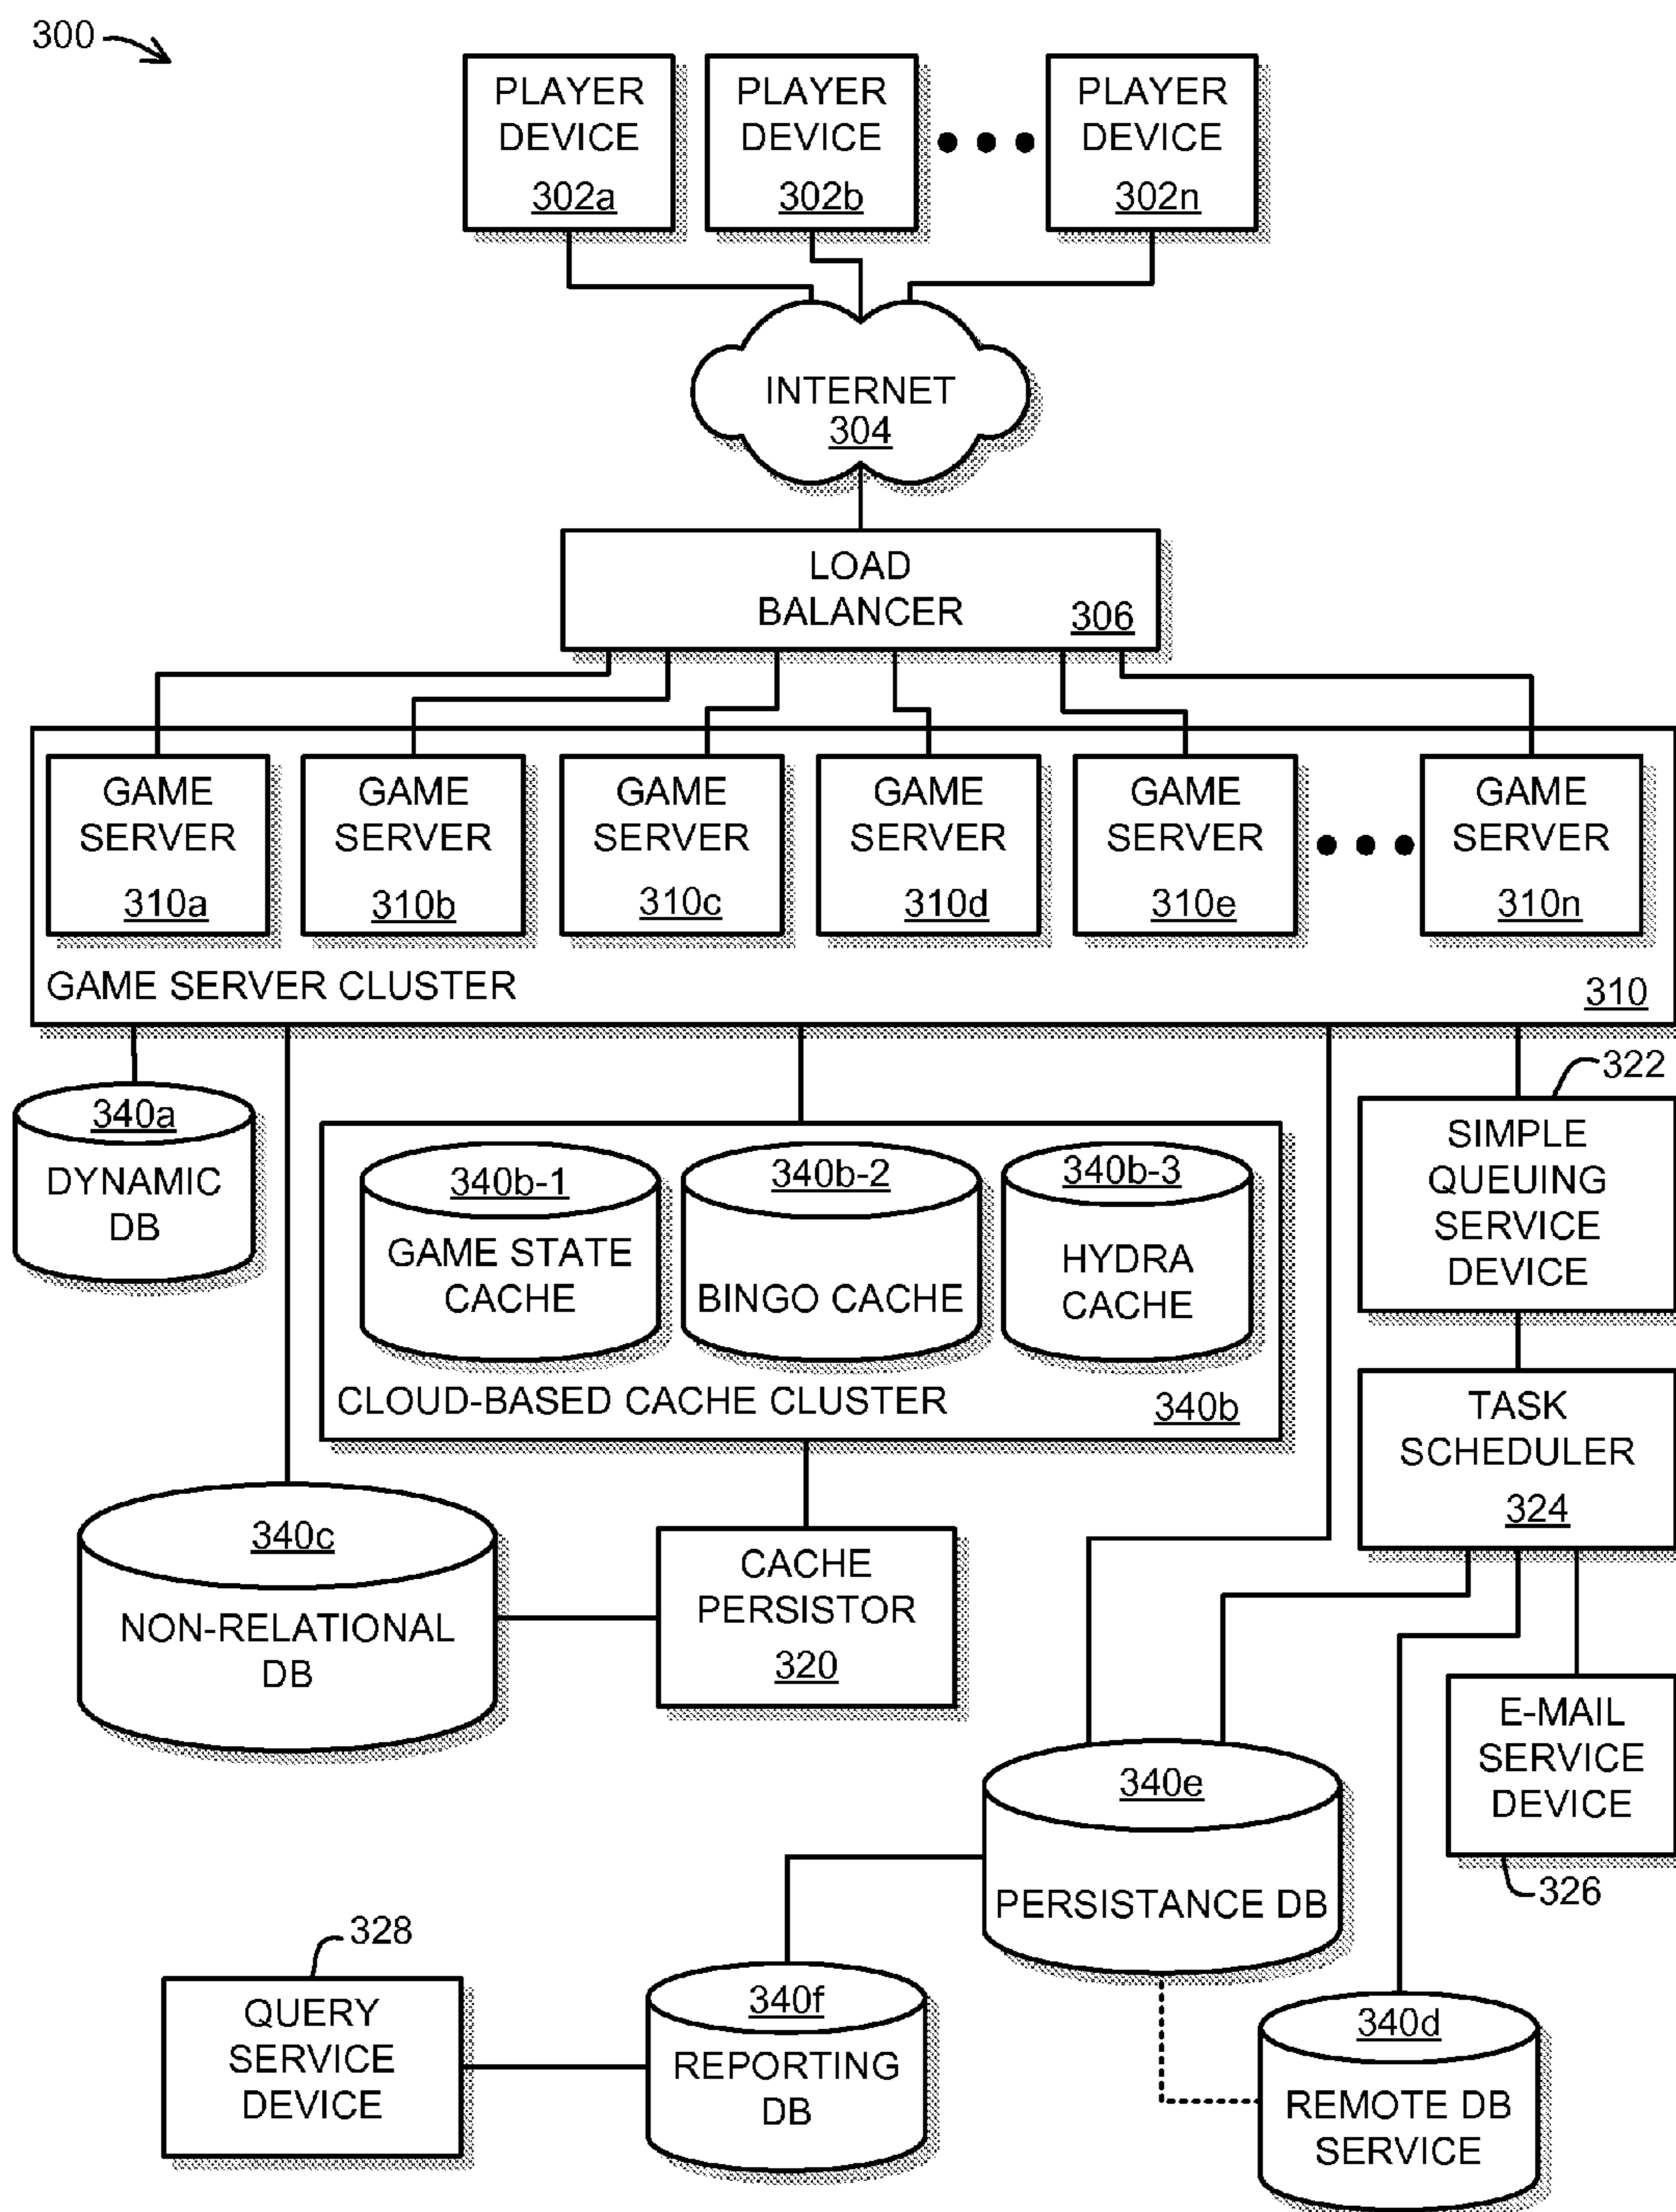 300
PLAYER
DEVICE
302a
PLAYER
DEVICE
302b
PLAYER
DEVICE
302n
INTERNET
304
LOAD
BALANCER
306
GAME
SERVER
310a
GAME
SERVER
310b
GAME
SERVER
310c
GAME
SERVER
310d
GAME
SERVER
310e
GAME
SERVER
310n
GAME SERVER CLUSTER
310
340a
DYNAMIC
DB
340b-1
GAME STATE
CACHE
340b-2
BINGO CACHE
340b-3
HYDRA
CACHE
CLOUD-BASED CACHE CLUSTER
340b
322
SIMPLE
QUEUING
SERVICE
DEVICE
TASK
SCHEDULER
324
340c
NON-RELATIONAL
DB
CACHE
PERSISTOR
320
E-MAIL
SERVICE
DEVICE
326
340e
PERSISTANCE DB
328
QUERY
SERVICE
DEVICE
340f
REPORTING
DB
340d
REMOTE DB
SERVICE